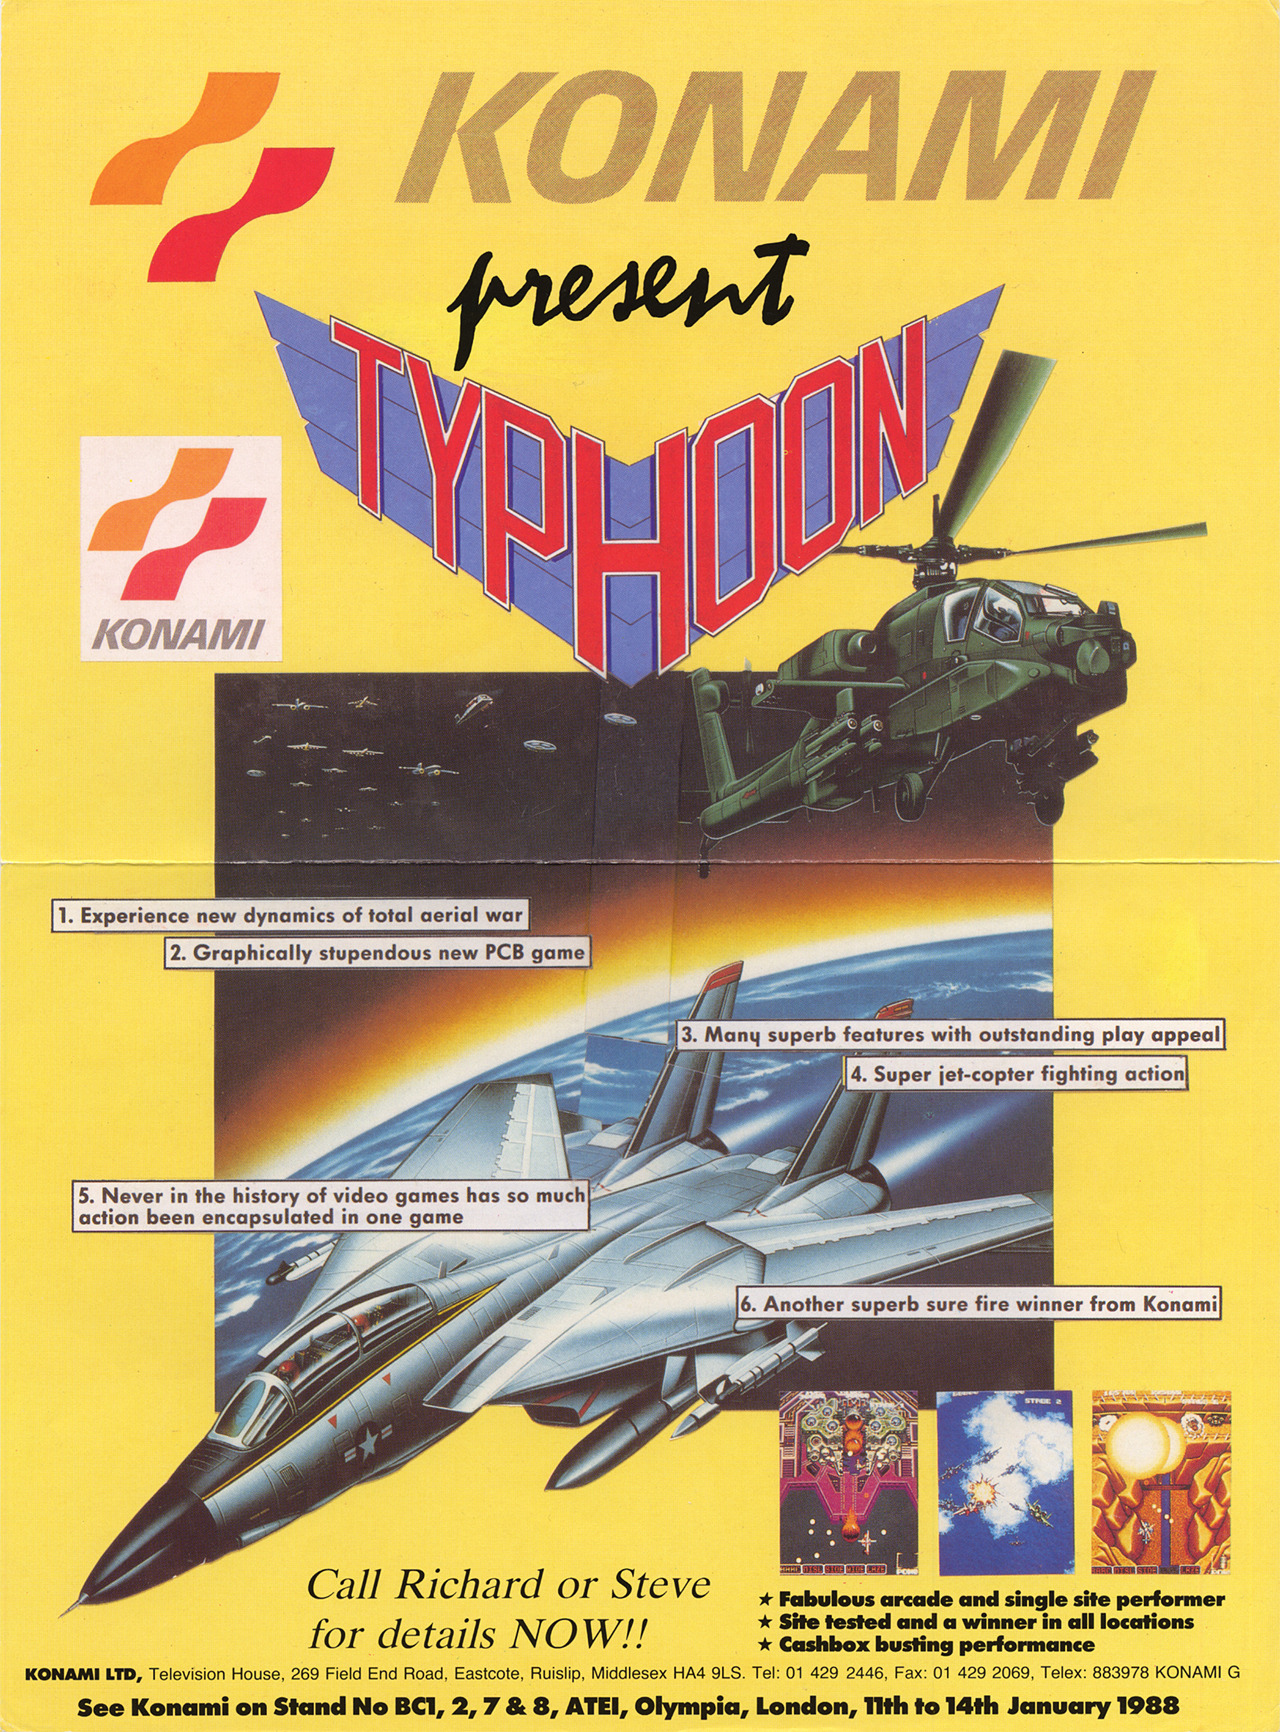 KONAMI
present
TYPHOON
KONAMI
1. Experience new dynamics of total aerial war
2. Graphically stupendous new PCB game
3. Many superb features with outstanding play appeal
4. Super jet-copter fighting action
5. Never in the history of video games has so much
action been encapsulated in one game
6. Another superb sure fire winner from Konami
STAGE 2
Call Richard or Steve
for details NOW!!
★ Fabulous arcade and single site performer
★ Site tested and a winner in all locations
★ Cashbox busting performance
KONAMI LTD, Television House, 269 Field End Road, Eastcote, Ruislip, Middlesex HA4 9LS. Tel: 01 429 2446, Fax: 01 429 2069, Telex: 883978 KONAMI G
See Konami on Stand No BC1, 2, 7 & 8, ATEI, Olympia, London, 11th to 14th January 1988